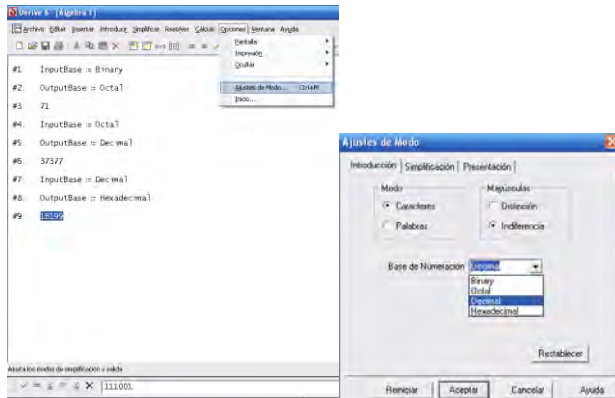 Derive 6 - [Algebra 1]
Archivo Editar Insertar Introducir Simplificar Resolver Cálculo Opciones Ventana Ayuda
Pantalla
Impresión
Ocultar
Ajustes de Modo... Ctrl+M
Inicio...
#1: InputBase := Binary
#2: OutputBase := Octal
#3: 71
#4: InputBase := Octal
#5: OutputBase := Decimal
#6: 37377
#7: InputBase := Decimal
#8: OutputBase := Hexadecimal
#9:
Ajusta los modos de simplificación y salida
111001
Ajustes de Modo
Introducción Simplificación Presentación
Modo Mayúsculas
Caracteres Distinción
Palabras Indiferencia
Base de Numeración Decimal
Binary
Octal
Decimal
Hexadecimal
Restablecer
Reiniciar Aceptar Cancelar Ayuda